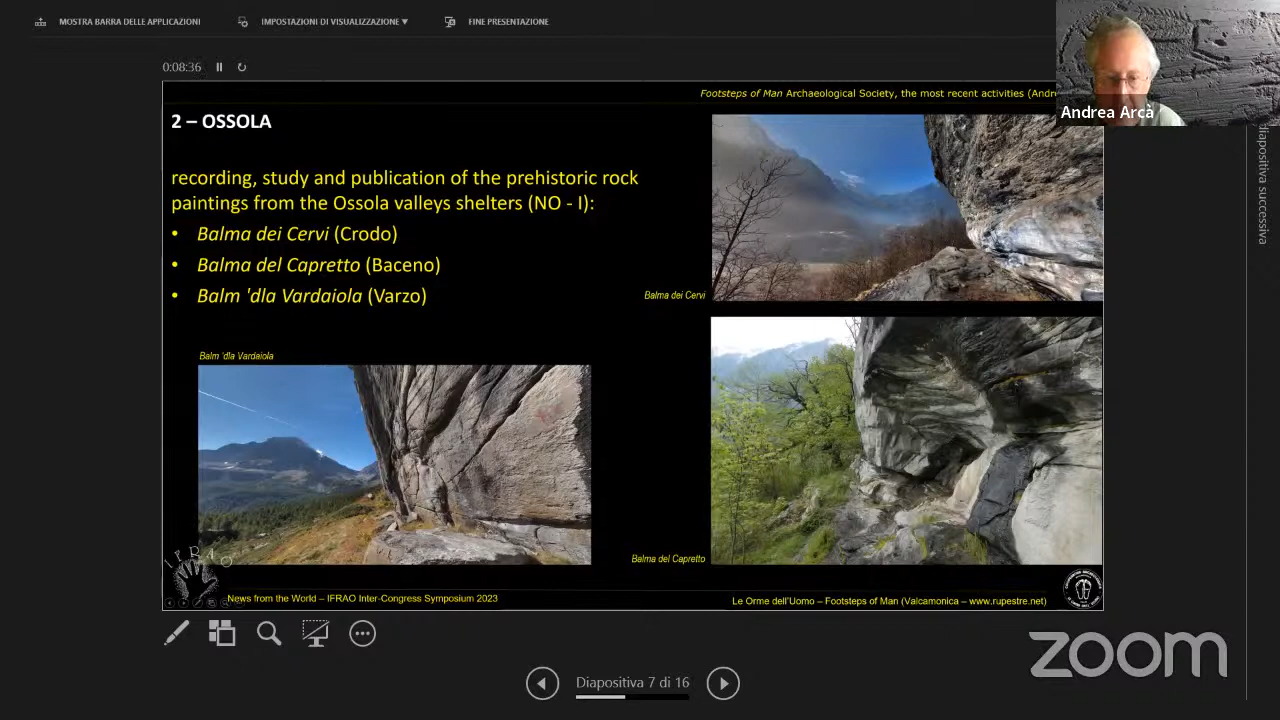 MOSTRA BARRA DELLE APPLICAZIONI
IMPOSTAZIONI DI VISUALIZZAZIONE ▼
FINE PRESENTAZIONE
0:08:36
Andrea Arcà
diapositiva successiva
Footsteps of Man Archaeological Society, the most recent activities
2 – OSSOLA
recording, study and publication of the prehistoric rock
paintings from the Ossola valleys shelters (NO - I):
• Balma dei Cervi (Crodo)
• Balma del Capretto (Baceno)
• Balm 'dla Vardaiola (Varzo)
Balma dei Cervi
Balm 'dla Vardaiola
Balma del Capretto
IFRAO
News from the World – IFRAO Inter-Congress Symposium 2023
Le Orme dell'Uomo – Footsteps of Man (Valcamonica – www.rupestre.net)
Diapositiva 7 di 16
zoom